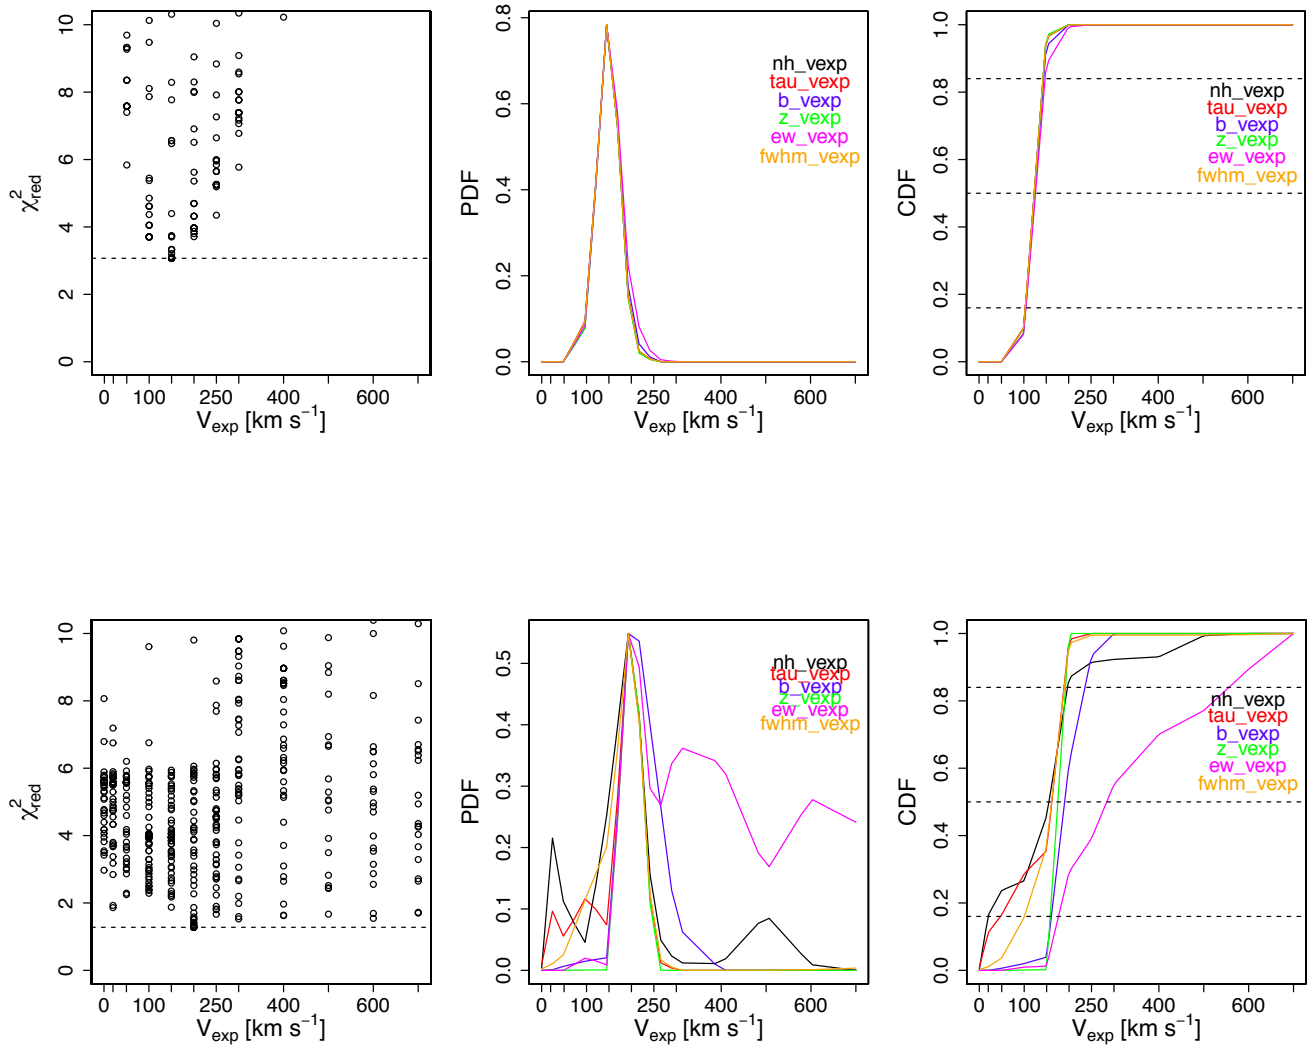 χ²red
10
8
6
4
2
0
0 100 250 400 600
Vexp [km s⁻¹]
PDF
0.8
0.6
0.4
0.2
0.0
0 100 250 400 600
Vexp [km s⁻¹]
nh_vexp
tau_vexp
b_vexp
z_vexp
ew_vexp
fwhm_vexp
CDF
1.0
0.8
0.6
0.4
0.2
0.0
0 100 250 400 600
Vexp [km s⁻¹]
nh_vexp
tau_vexp
b_vexp
z_vexp
ew_vexp
fwhm_vexp
χ²red
10
8
6
4
2
0
0 100 250 400 600
Vexp [km s⁻¹]
PDF
0.5
0.4
0.3
0.2
0.1
0.0
0 100 250 400 600
Vexp [km s⁻¹]
nh_vexp
tau_vexp
b_vexp
z_vexp
ew_vexp
fwhm_vexp
CDF
1.0
0.8
0.6
0.4
0.2
0.0
0 100 250 400 600
Vexp [km s⁻¹]
nh_vexp
tau_vexp
b_vexp
z_vexp
ew_vexp
fwhm_vexp